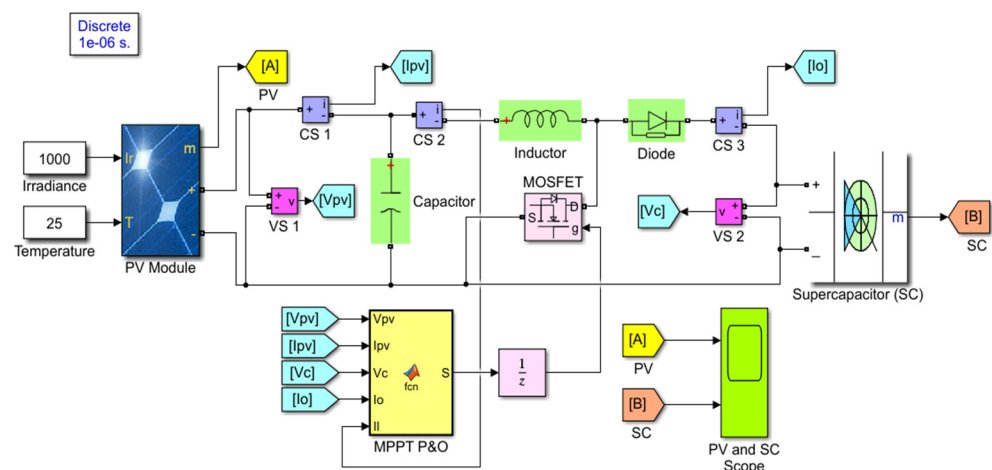 Discrete
1e-06 s.
[A]
PV
[Ipv]
[Io]
+
i
-
CS 1
+
i
-
CS 2
+
Inductor
Diode
+
i
-
CS 3
1000
Irradiance
Ir
m
+
T
-
PV Module
25
Temperature
+
-
v
VS 1
[Vpv]
+
Capacitor
MOSFET
S
D
g
[Vc]
v
+
-
VS 2
+
–
m
Supercapacitor (SC)
[B]
SC
[Vpv]
[Ipv]
[Vc]
[Io]
Vpv
Ipv
Vc
Io
Il
fcn
S
MPPT P&O
1
z
[A]
PV
[B]
SC
PV and SC
Scope